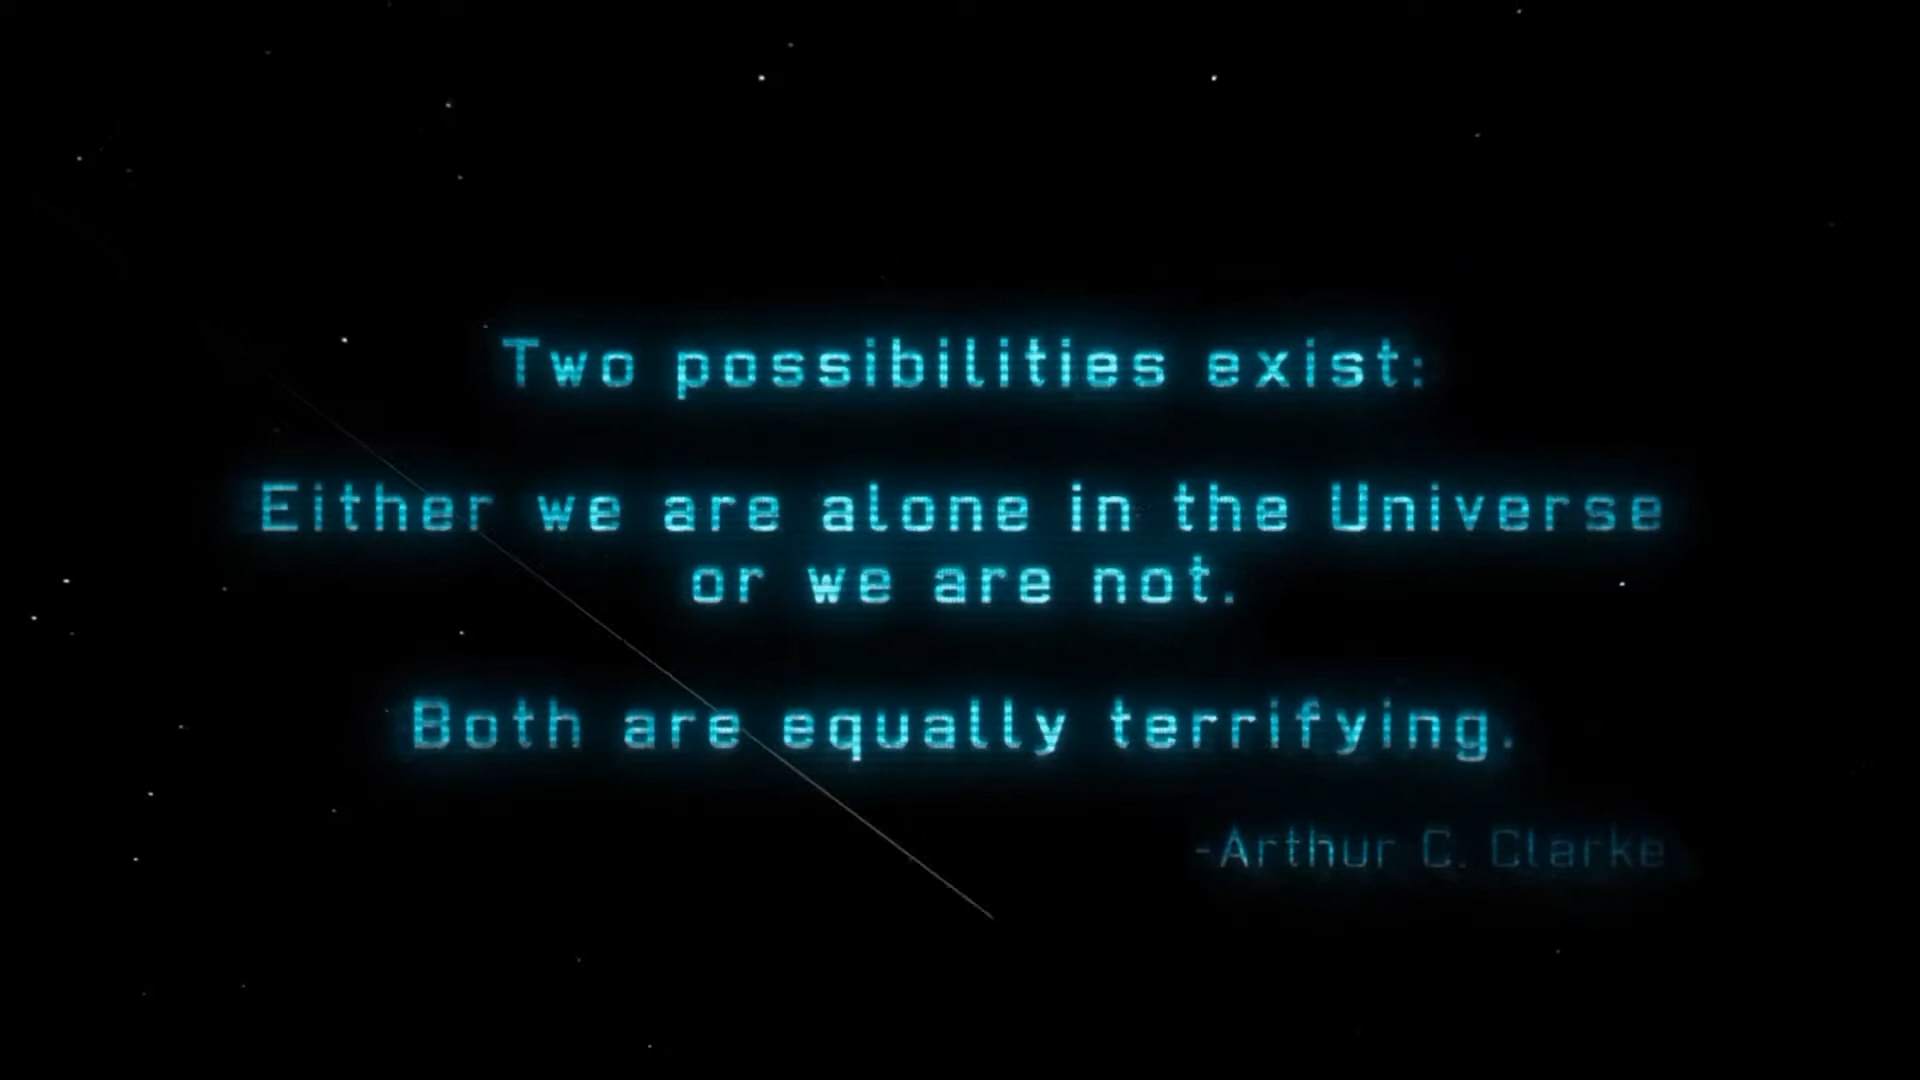 Two possibilities exist:
Either we are alone in the Universe
or we are not.
Both are equally terrifying.
-Arthur C. Clarke